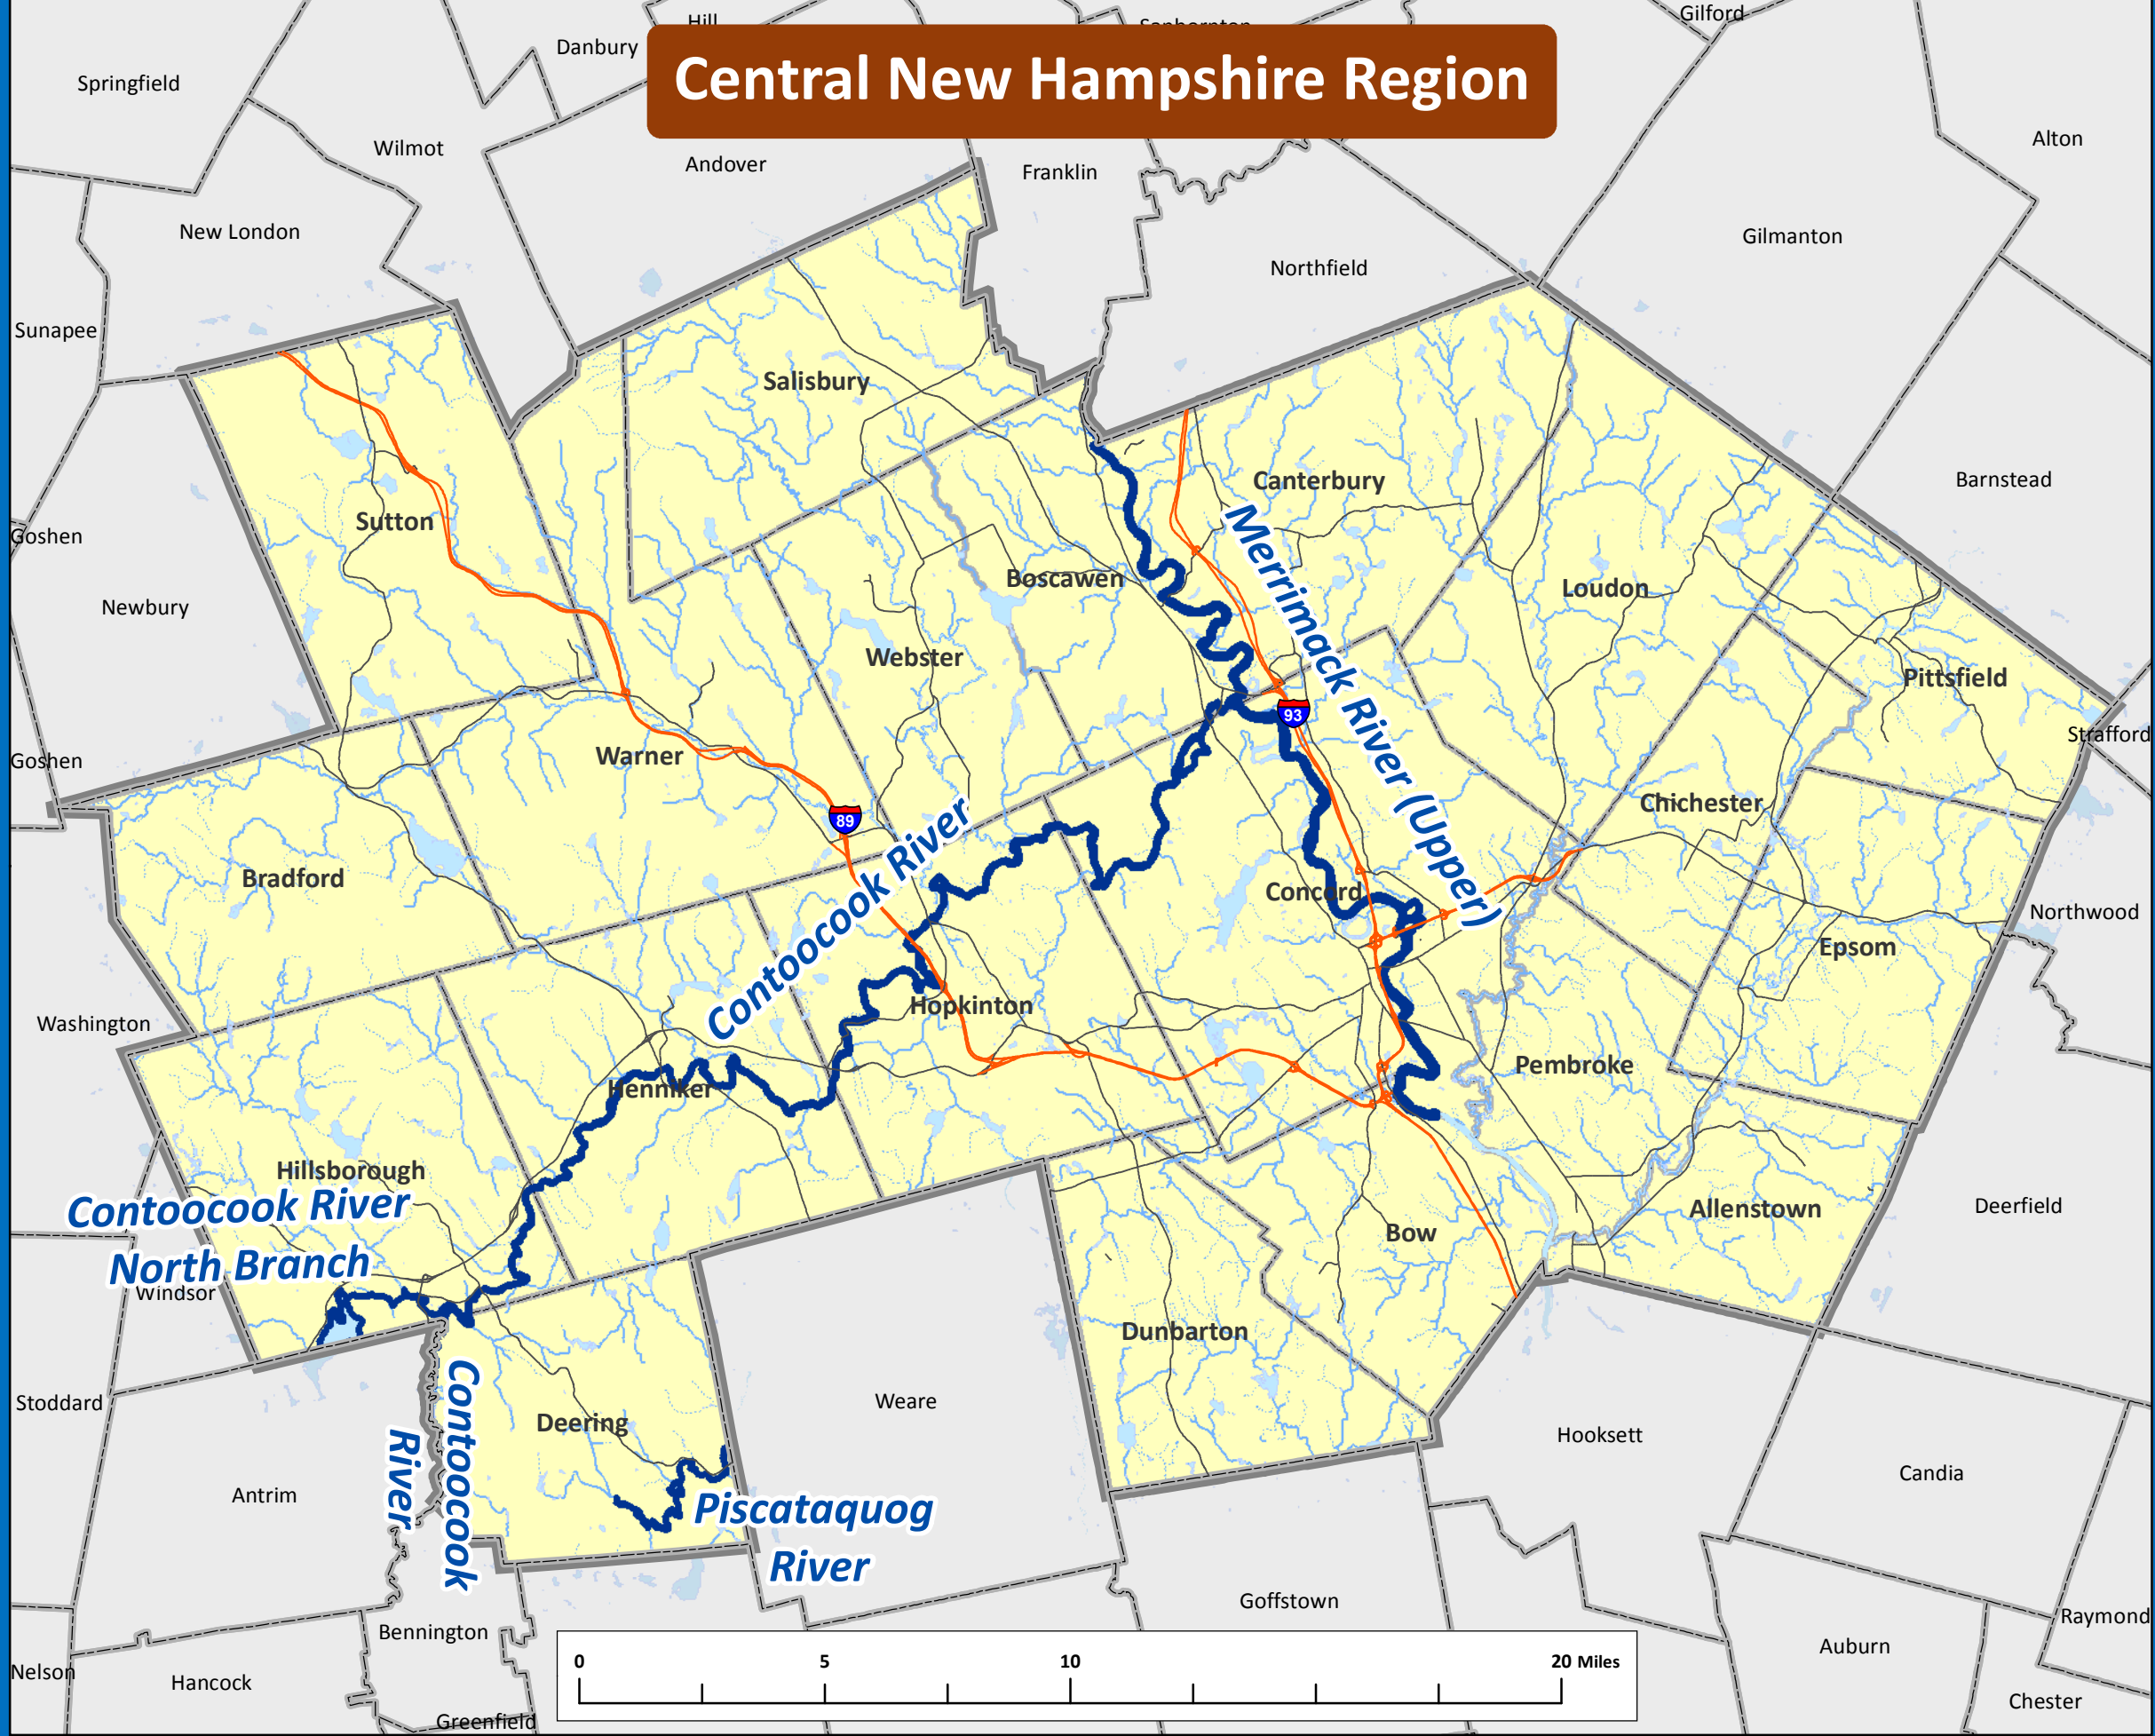 Central New Hampshire Region
Hill
Sanbornton
Gilford
Danbury
Springfield
Alton
Wilmot
Andover
Franklin
New London
Gilmanton
Northfield
Sunapee
Salisbury
Canterbury
Barnstead
Sutton
Goshen
Boscawen
Loudon
Newbury
Merrimack River (Upper)
Webster
Pittsfield
93
Strafford
Warner
Goshen
Chichester
89
Contoocook River
Bradford
Concord
Northwood
Epsom
Hopkinton
Washington
Pembroke
Henniker
Hillsborough
Contoocook River
North Branch
Allenstown
Deerfield
Bow
Windsor
Dunbarton
Stoddard
Weare
Contoocook
River
Deering
Hooksett
Candia
Antrim
Piscataquog
River
Goffstown
Raymond
Bennington
Auburn
Nelson
Hancock
0 5 10 20 Miles
Chester
Greenfield